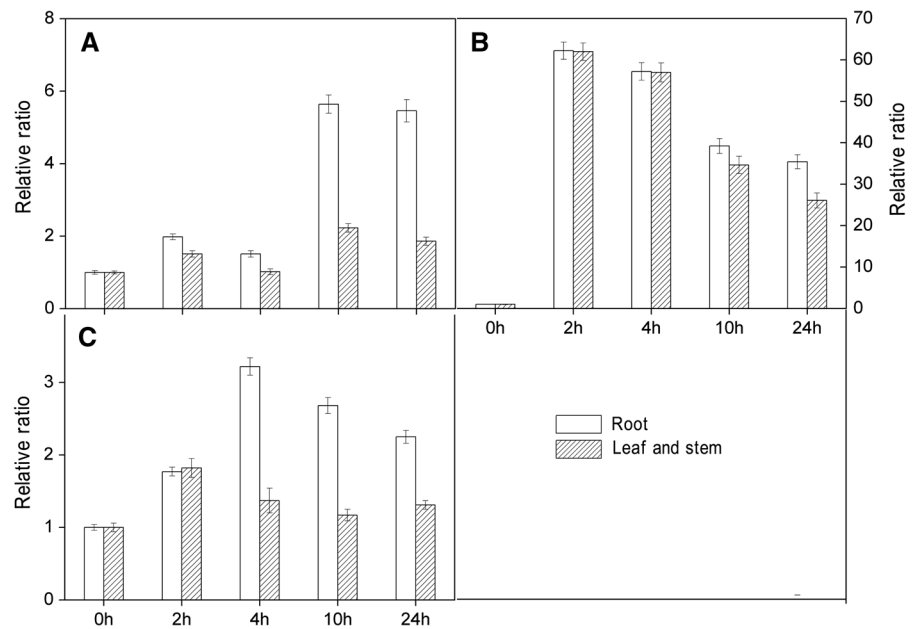 A
8
6
4
2
0
Relative ratio
B
70
60
50
40
30
20
10
0
Relative ratio
0h 2h 4h 10h 24h
C
3
2
1
0
Relative ratio
0h 2h 4h 10h 24h
Root
Leaf and stem